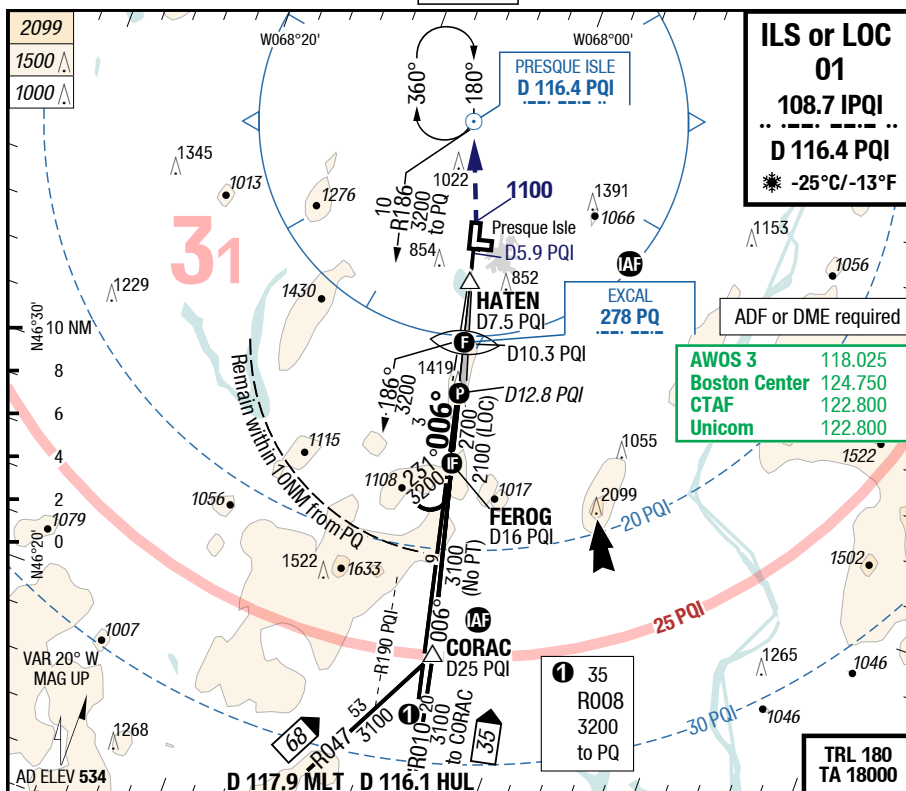 2099
1500
1000
W068°20'
W068°00'
ILS or LOC
01
108.7 IPQI
D 116.4 PQI
-25°C/-13°F
PRESQUE ISLE
D 116.4 PQI
360°
180°
1345
1013
1276
1022
10
R186
3200
to PQ
1100
1391
1066
Presque Isle
D5.9 PQI
854
852
1153
1056
31
1229
1430
IAF
HATEN
D7.5 PQI
EXCAL
278 PQ
ADF or DME required
N46°30'
10 NM
8
6
4
2
0
N46°20'
F
D10.3 PQI
AWOS 3 118.025
Boston Center 124.750
CTAF 122.800
Unicom 122.800
1419
186°
3200
P
D12.8 PQI
3
006°
2700
2100 (LOC)
Remain within 10NM from PQ
1115
1055
1522
231°
3200
IF
1108
1017
1056
2099
FEROG
D16 PQI
20 PQI
1079
1522
1633
9
3100
(No PT)
1502
R190 PQI
006°
IAF
CORAC
D25 PQI
25 PQI
1007
VAR 20° W
MAG UP
1265
1046
1046
1
35
R008
3200
to PQ
30 PQI
1268
53
R047
3100
68
1
R010
20
3100
to CORAC
35
AD ELEV 534
D 117.9 MLT
D 116.1 HUL
TRL 180
TA 18000